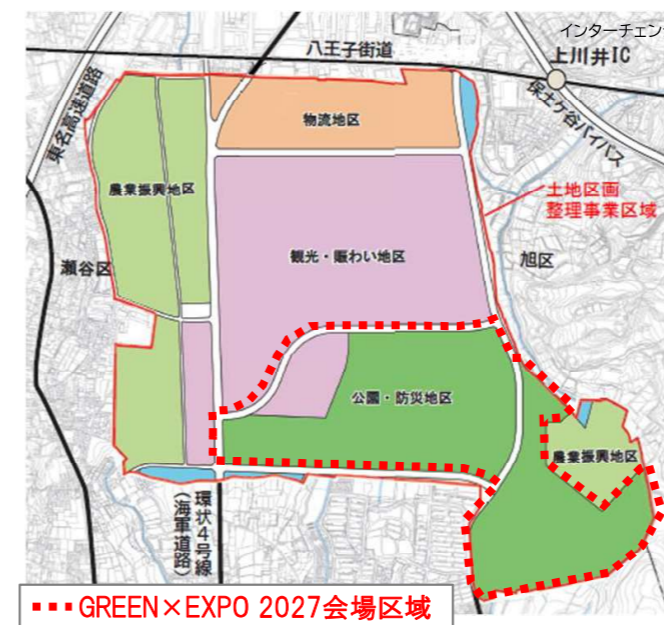 インターチェン
上川井IC
八王子街道
保土ヶ谷バイパス
東名高速道路
物流地区
農業振興地区
土地区画
整理事業区域
観光・賑わい地区
瀬谷区
旭区
公園・防災地区
農業振興地区
環状4号線
(海軍道路)
GREEN×EXPO 2027会場区域